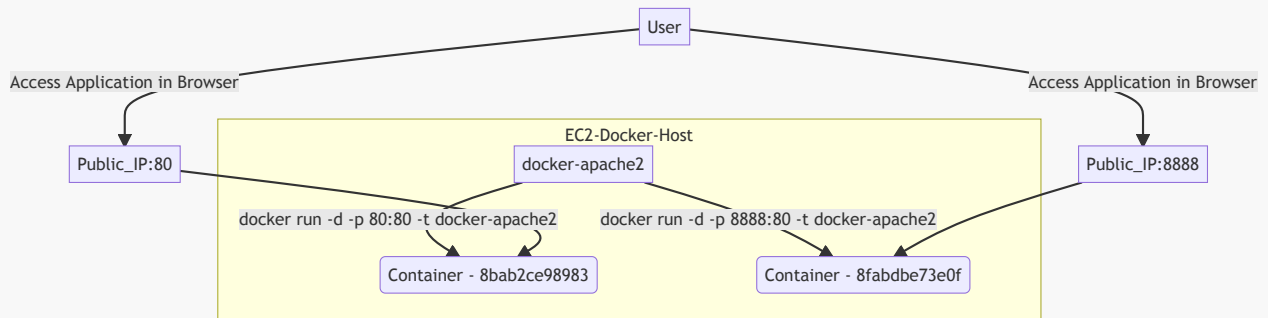 User
Access Application in Browser
Access Application in Browser
EC2-Docker-Host
Public_IP:80
docker-apache2
Public_IP:8888
docker run -d -p 80:80 -t docker-apache2
docker run -d -p 8888:80 -t docker-apache2
Container - 8bab2ce98983
Container - 8fabdbe73e0f